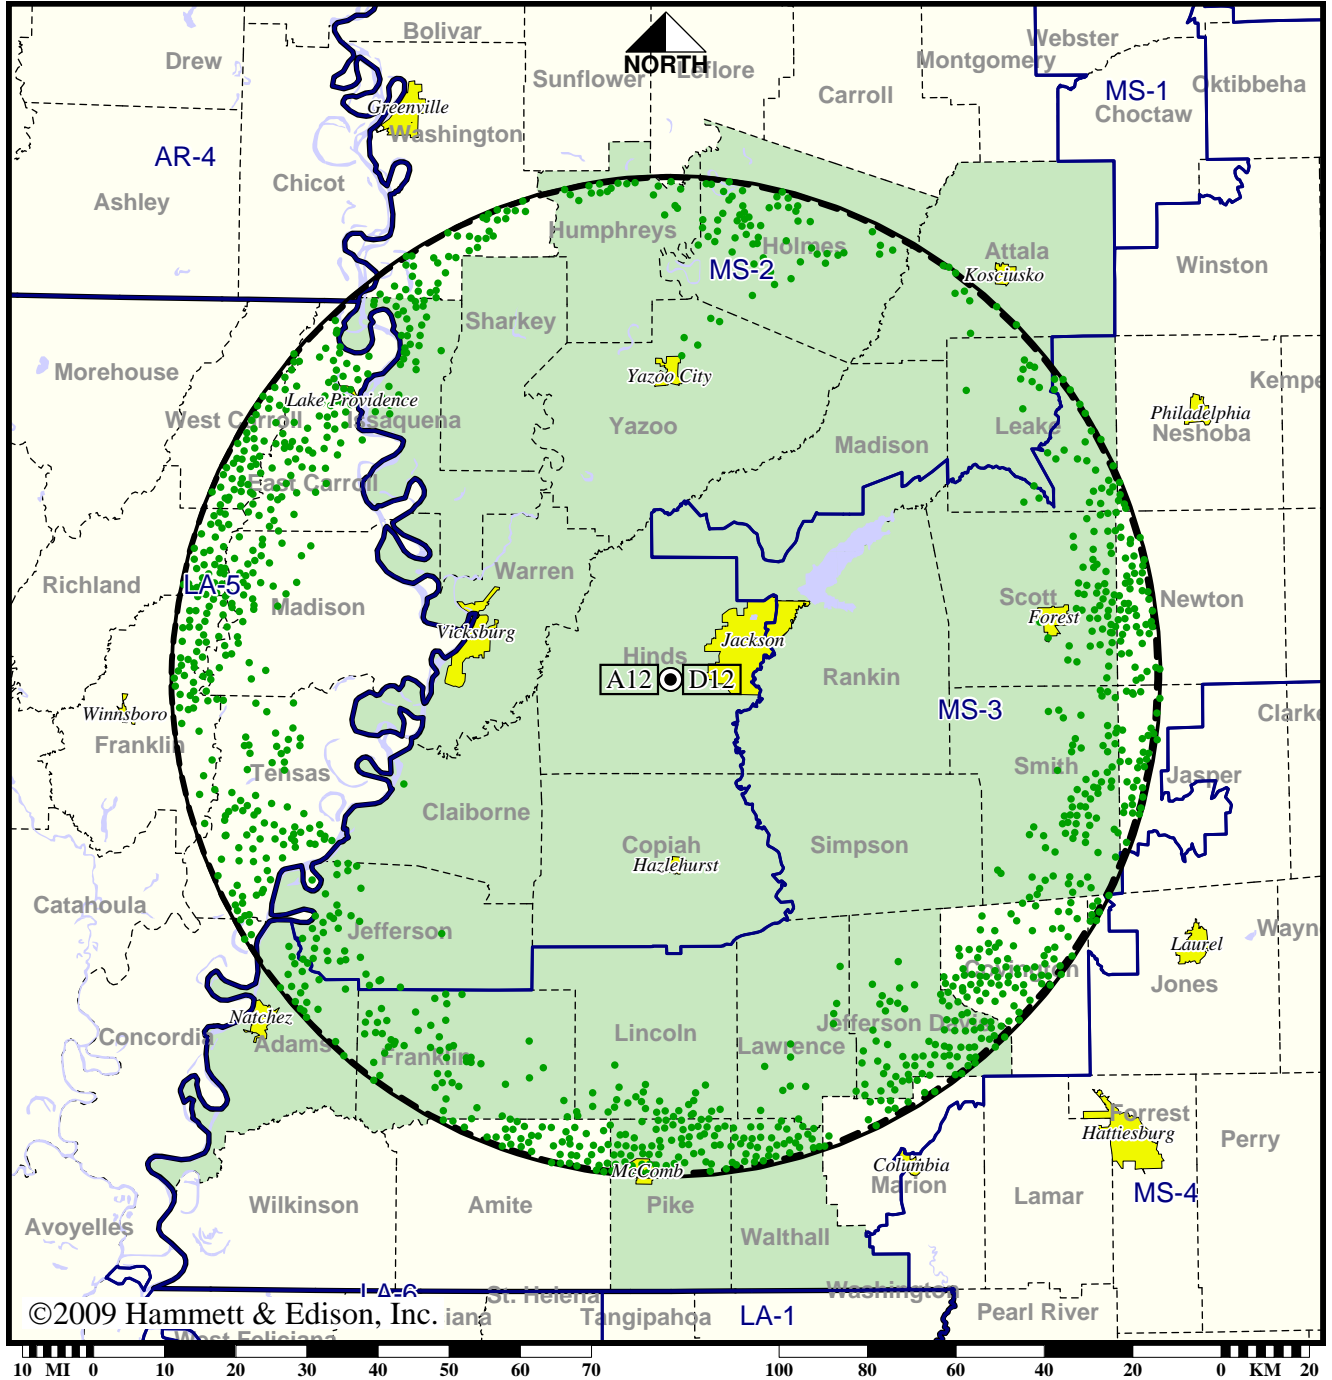 Bolivar
Drew
Sunflower
NORTH
Leflore
Montgomery
Webster
Carroll
MS-1
Oktibbeha
Choctaw
Greenville
Washington
AR-4
Chicot
Ashley
Humphreys
Holmes
MS-2
Attala
Kosciusko
Winston
Sharkey
Morehouse
Yazoo City
Kempe
Lake Providence
West Carroll
Issaquena
Yazoo
Madison
Leake
Philadelphia
Neshoba
East Carroll
Richland
LA-5
Madison
Warren
Vicksburg
Jackson
Scott
Forest
Newton
Hinds
A12
D12
Rankin
Winnsboro
Franklin
MS-3
Clarke
Tensas
Smith
Jasper
Claiborne
Copiah
Hazlehurst
Simpson
Catahoula
Jefferson
Covington
Laurel
Wayn
Jones
Natchez
Concordia
Adams
Franklin
Lincoln
Lawrence
Jefferson Davis
Forrest
Hattiesburg
Perry
McComb
Columbia
Marion
MS-4
Wilkinson
Amite
Pike
Lamar
Avoyelles
Walthall
LA-6
St. Helena
Washington
©2009 Hammett & Edison, Inc.
iana
Tangipahoa
LA-1
Pearl River
West Feliciana
10 MI 0 10 20 30 40 50 60 70 100 80 60 40 20 0 KM 20